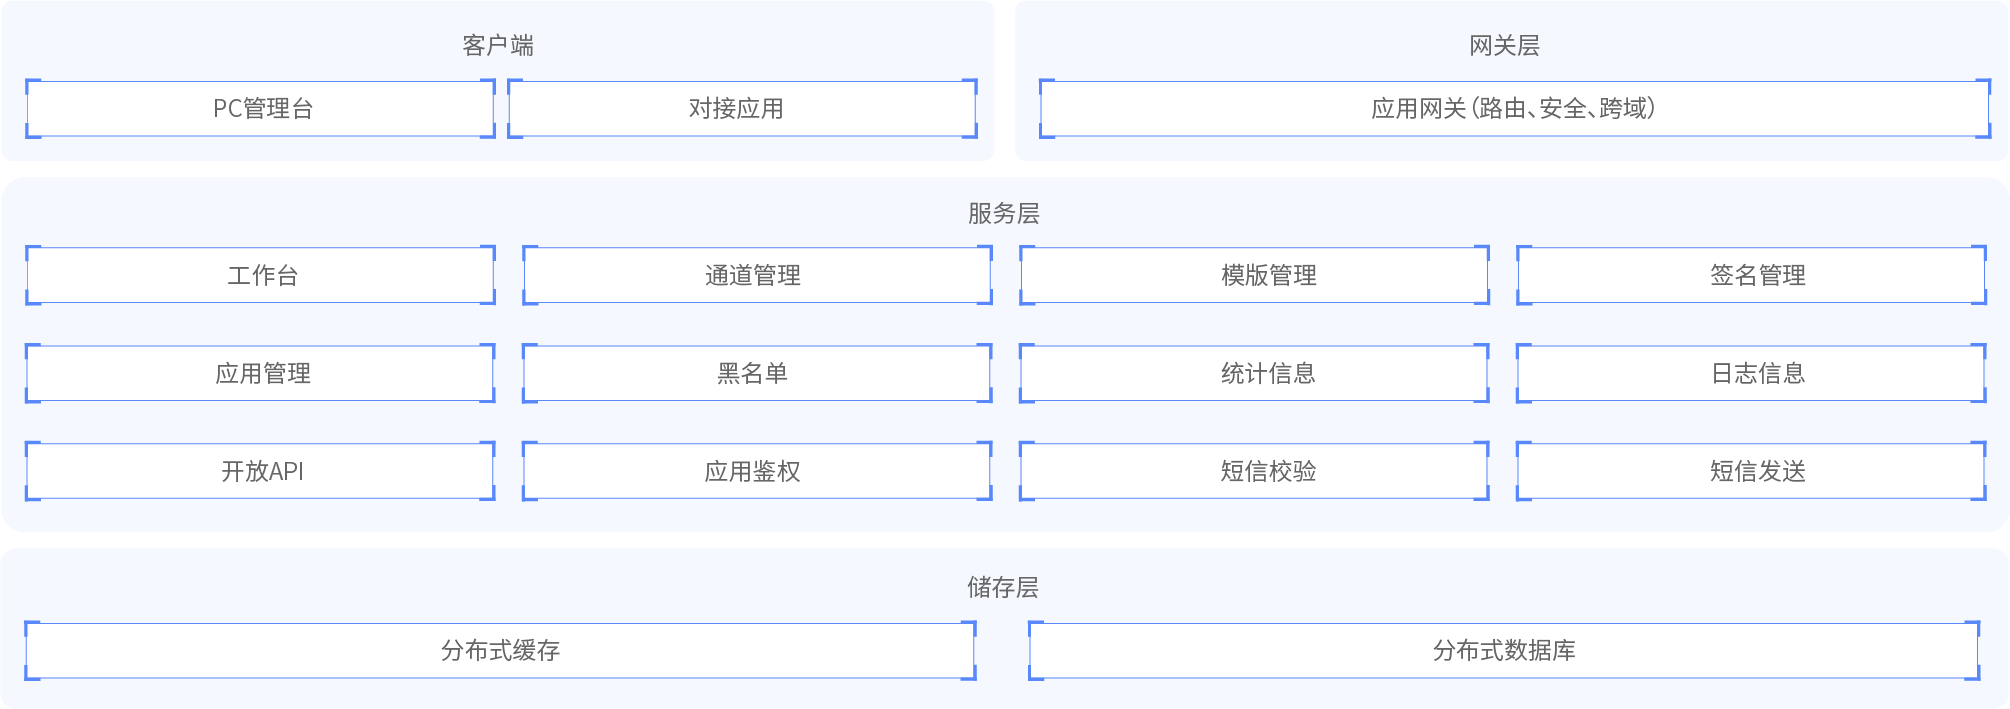 客户端
PC管理台
对接应用
网关层
应用网关（路由、安全、跨域）
服务层
工作台
通道管理
模版管理
签名管理
应用管理
黑名单
统计信息
日志信息
开放API
应用鉴权
短信校验
短信发送
储存层
分布式缓存
分布式数据库